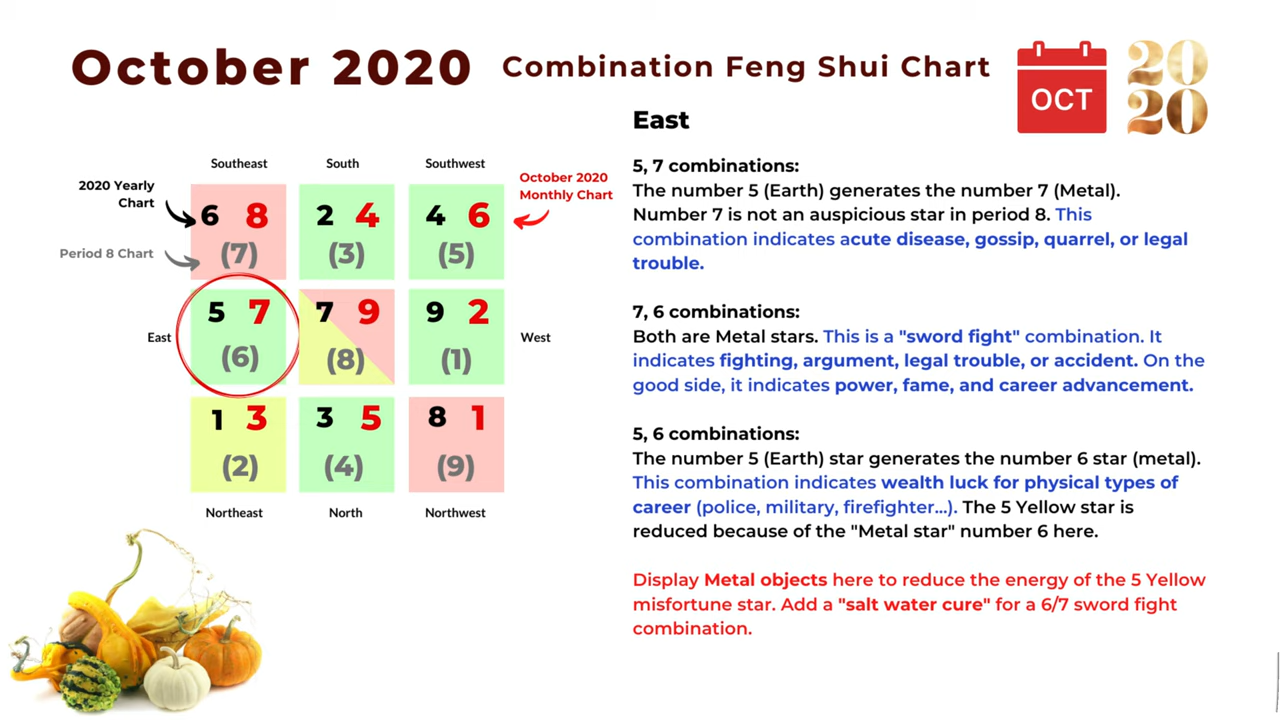 October 2020 Combination Feng Shui Chart
OCT
20
20
East
Southeast South Southwest
2020 Yearly
Chart
October 2020
Monthly Chart
Period 8 Chart
6 8 2 4 4 6
(7) (3) (5)
East
West
5 7 7 9 9 2
(6) (8) (1)
1 3 3 5 8 1
(2) (4) (9)
Northeast North Northwest
5, 7 combinations:
The number 5 (Earth) generates the number 7 (Metal).
Number 7 is not an auspicious star in period 8. This
combination indicates acute disease, gossip, quarrel, or legal
trouble.
7, 6 combinations:
Both are Metal stars. This is a "sword fight" combination. It
indicates fighting, argument, legal trouble, or accident. On the
good side, it indicates power, fame, and career advancement.
5, 6 combinations:
The number 5 (Earth) star generates the number 6 star (metal).
This combination indicates wealth luck for physical types of
career (police, military, firefighter...). The 5 Yellow star is
reduced because of the "Metal star" number 6 here.
Display Metal objects here to reduce the energy of the 5 Yellow
misfortune star. Add a "salt water cure" for a 6/7 sword fight
combination.